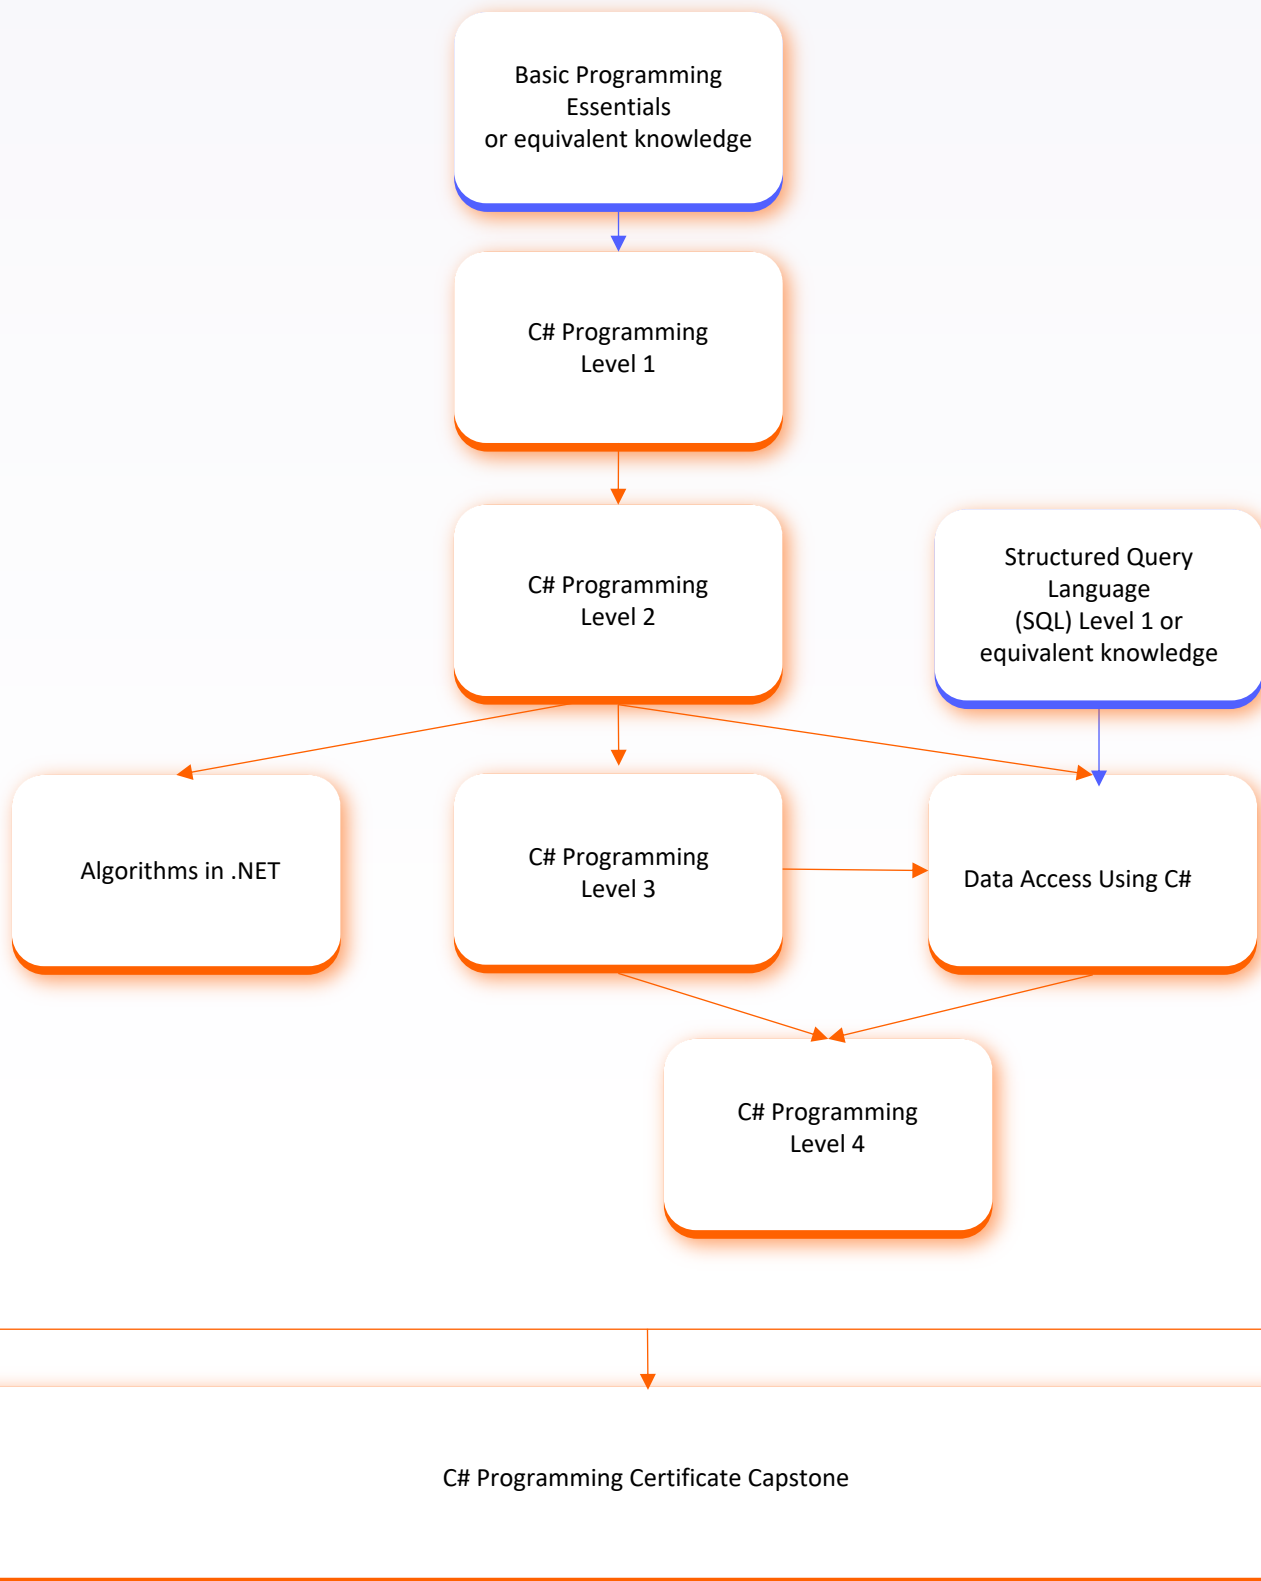 Basic Programming
Essentials
or equivalent knowledge
C# Programming
Level 1
C# Programming
Level 2
Structured Query
Language
(SQL) Level 1 or
equivalent knowledge
Algorithms in .NET
C# Programming
Level 3
Data Access Using C#
C# Programming
Level 4
C# Programming Certificate Capstone